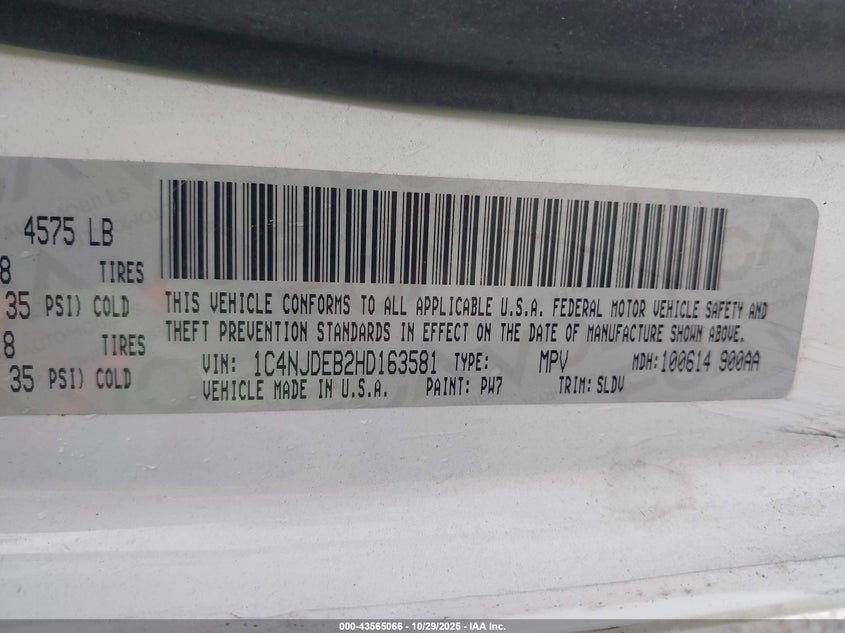 4575 LB
8 TIRES
35 PSI) COLD
8 TIRES
35 PSI) COLD
THIS VEHICLE CONFORMS TO ALL APPLICABLE U.S.A. FEDERAL MOTOR VEHICLE SAFETY AND
THEFT PREVENTION STANDARDS IN EFFECT ON THE DATE OF MANUFACTURE SHOWN ABOVE.
VIN: 1C4NJDEB2HD163581 TYPE: MPV MDH:100614 900AA
VEHICLE MADE IN U.S.A. PAINT: PW7 TRIM: SLDV
000-43565066 - 10/29/2025 - IAA Inc.